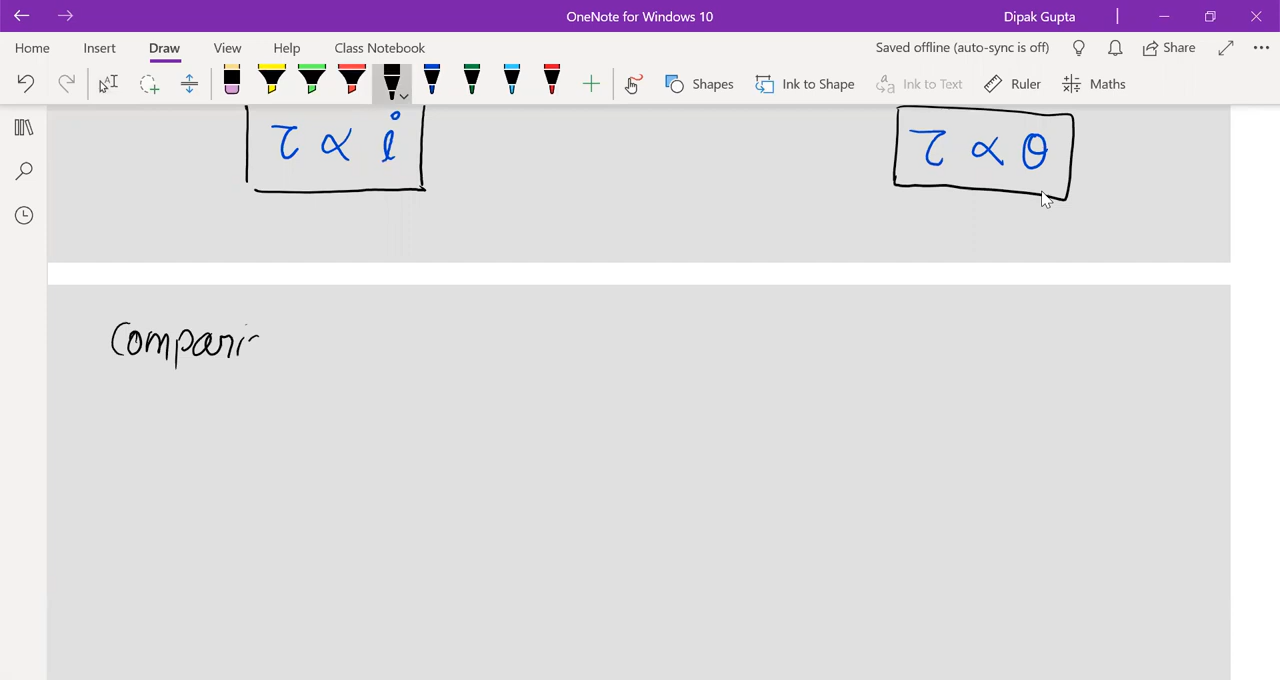 OneNote for Windows 10
Dipak Gupta
Home Insert Draw View Help Class Notebook
Saved offline (auto-sync is off) Share
Shapes Ink to Shape Ink to Text Ruler Maths
τ ∝ i
τ ∝ θ
Compari